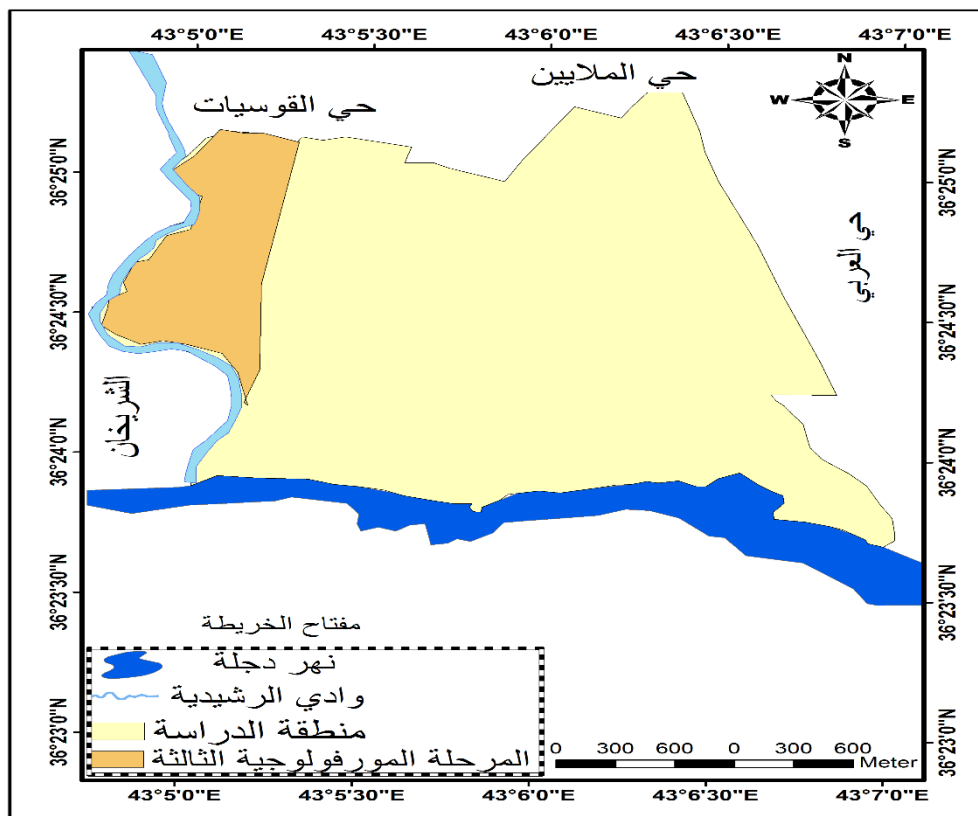 43°5'0"E 43°5'30"E 43°6'0"E 43°6'30"E 43°7'0"E
حي الملايين
حي القوسيات
N
W E
S
36°25'0"N
36°25'0"N
حي العربي
36°24'30"N
36°24'30"N
الشريخان
36°24'0"N
36°24'0"N
36°23'30"N
36°23'30"N
مفتاح الخريطة
نهر دجلة
وادي الرشيدية
منطقة الدراسة
المرحلة المورفولوجية الثالثة
36°23'0"N
36°23'0"N
0 300 600 0 300 600
Meter
43°5'0"E 43°5'30"E 43°6'0"E 43°6'30"E 43°7'0"E